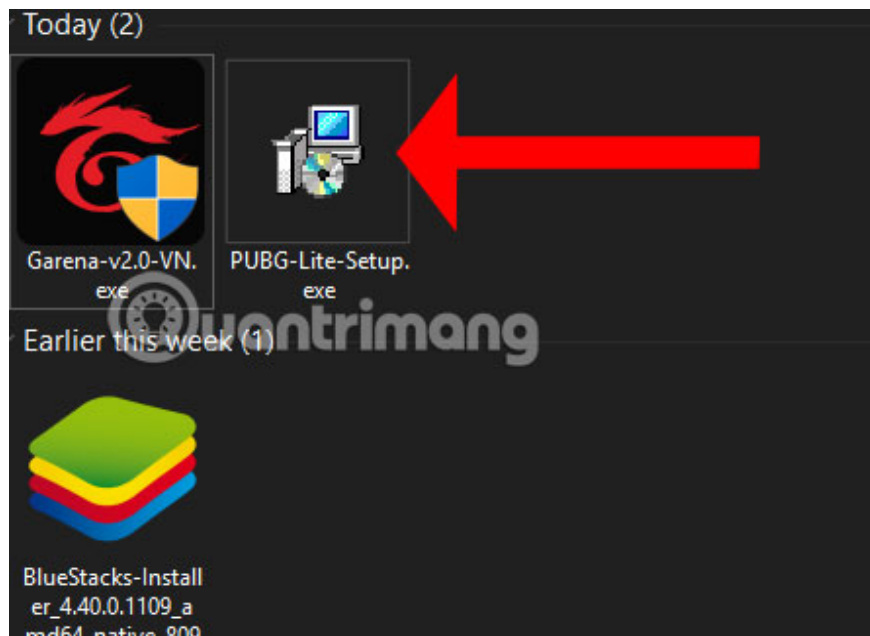 Today (2)
Garena-v2.0-VN.
exe
PUBG-Lite-Setup.
exe
Quantrimang
Earlier this week (1)
BlueStacks-Install
er_4.40.0.1109_a
md64_native_809